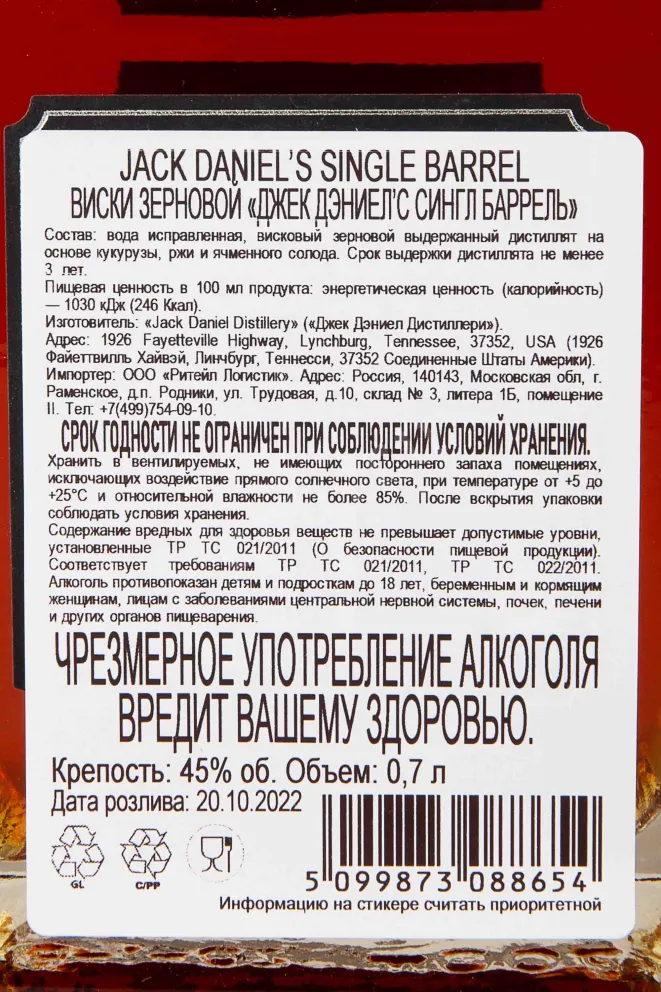 JACK DANIEL'S SINGLE BARREL
ВИСКИ ЗЕРНОВОЙ «ДЖЕК ДЭНИЕЛ'С СИНГЛ БАРРЕЛЬ»
Состав: вода исправленная, висковый зерновой выдержанный дистиллят на
основе кукурузы, ржи и ячменного солода. Срок выдержки дистиллята не менее
3 лет.
Пищевая ценность в 100 мл продукта: энергетическая ценность (калорийность)
— 1030 кДж (246 Ккал).
Изготовитель: «Jack Daniel Distillery» («Джек Дэниел Дистиллери»).
Адрес: 1926 Fayetteville Highway, Lynchburg, Tennessee, 37352, USA (1926
Файеттвилль Хайвэй, Линчбург, Теннесси, 37352 Соединенные Штаты Америки).
Импортер: ООО «Ритейл Логистик». Адрес: Россия, 140143, Московская обл, г.
Раменское, д.п. Родники, ул. Трудовая, д.10, склад № 3, литера 1Б, помещение
II. Тел: +7(499)754-09-10.
СРОК ГОДНОСТИ НЕ ОГРАНИЧЕН ПРИ СОБЛЮДЕНИИ УСЛОВИЙ ХРАНЕНИЯ.
Хранить в вентилируемых, не имеющих постороннего запаха помещениях,
исключающих воздействие прямого солнечного света, при температуре от +5 до
+25°С и относительной влажности не более 85%. После вскрытия упаковки
соблюдать условия хранения.
Содержание вредных для здоровья веществ не превышает допустимые уровни,
установленные ТР ТС 021/2011 (О безопасности пищевой продукции).
Соответствует требованиям ТР ТС 021/2011, ТР ТС 022/2011.
Алкоголь противопоказан детям и подросткам до 18 лет, беременным и кормящим
женщинам, лицам с заболеваниями центральной нервной системы, почек, печени
и других органов пищеварения.
ЧРЕЗМЕРНОЕ УПОТРЕБЛЕНИЕ АЛКОГОЛЯ
ВРЕДИТ ВАШЕМУ ЗДОРОВЬЮ.
Крепость: 45% об. Объем: 0,7 л
Дата розлива: 20.10.2022
GL C/PP
5 099873 088654
Информацию на стикере считать приоритетной